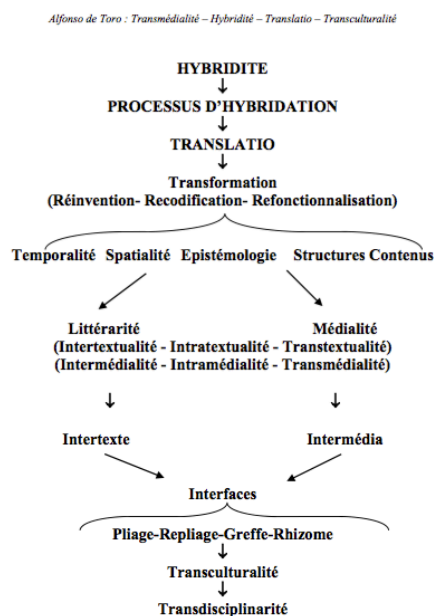 Alfonso de Toro : Transmédialité – Hybridité – Translatio – Transculturalité
HYBRIDITE
PROCESSUS D'HYBRIDATION
TRANSLATIO
Transformation
(Réinvention- Recodification- Refonctionnalisation)
Temporalité Spatialité Epistémologie Structures Contenus
Littérarité Médialité
(Intertextualité - Intratextualité - Transtextualité)
(Intermédialité - Intramédialité - Transmédialité)
Intertexte Intermédia
Interfaces
Pliage-Repliage-Greffe-Rhizome
Transculturalité
Transdisciplinarité